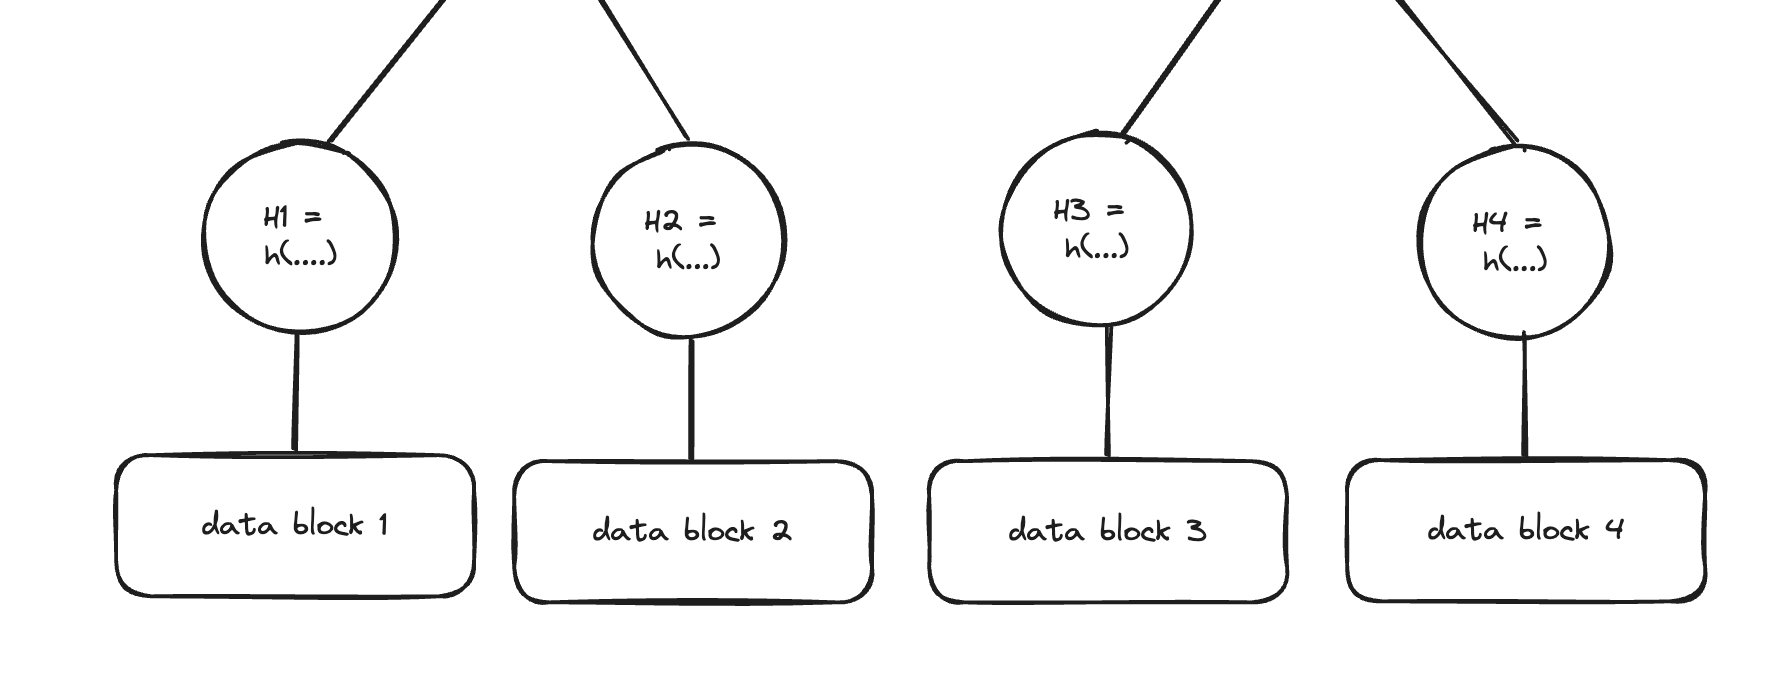 H1 =
h(....)
H2 =
h(...)
H3 =
h(...)
H4 =
h(...)
data block 1
data block 2
data block 3
data block 4